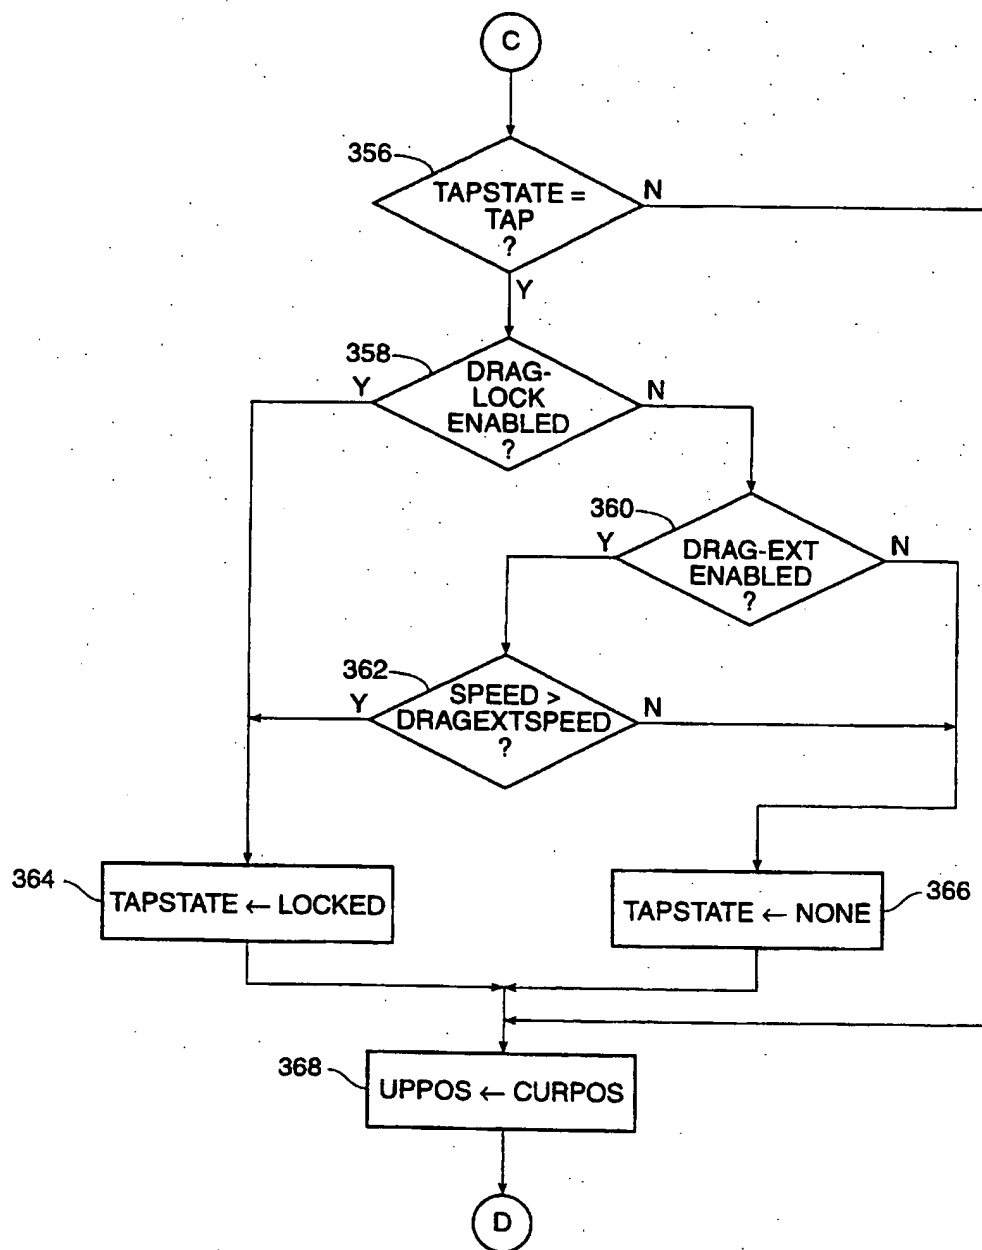 C
356
TAPSTATE =
TAP
?
N
Y
358
DRAG-
LOCK
ENABLED
?
Y
N
360
DRAG-EXT
ENABLED
?
Y
N
362
SPEED >
DRAGEXTSPEED
?
Y
N
364
TAPSTATE ← LOCKED
TAPSTATE ← NONE
366
368
UPPOS ← CURPOS
D